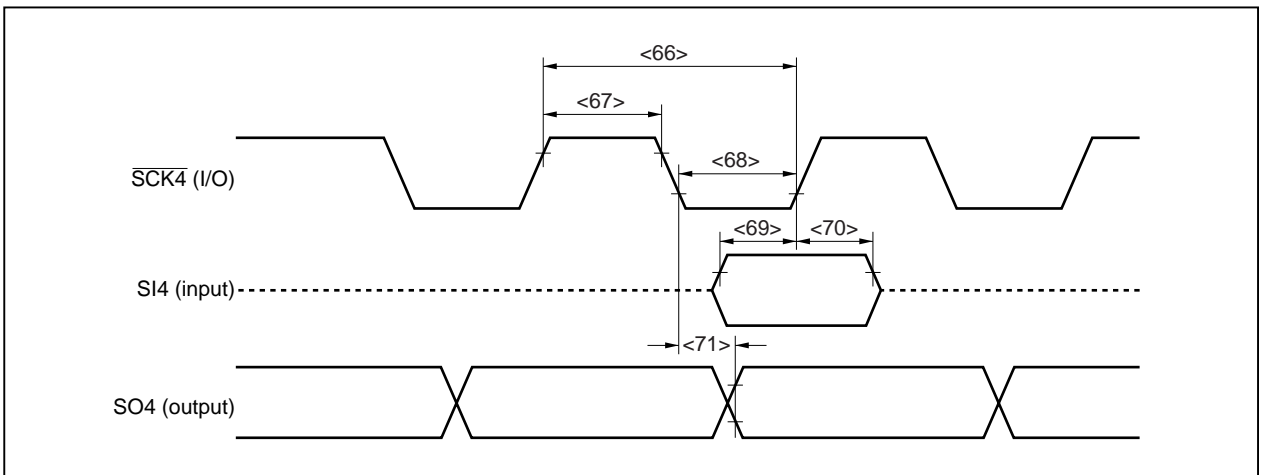 <66>
<67>
SCK4 (I/O)
<68>
<69>
<70>
SI4 (input)
<71>
SO4 (output)